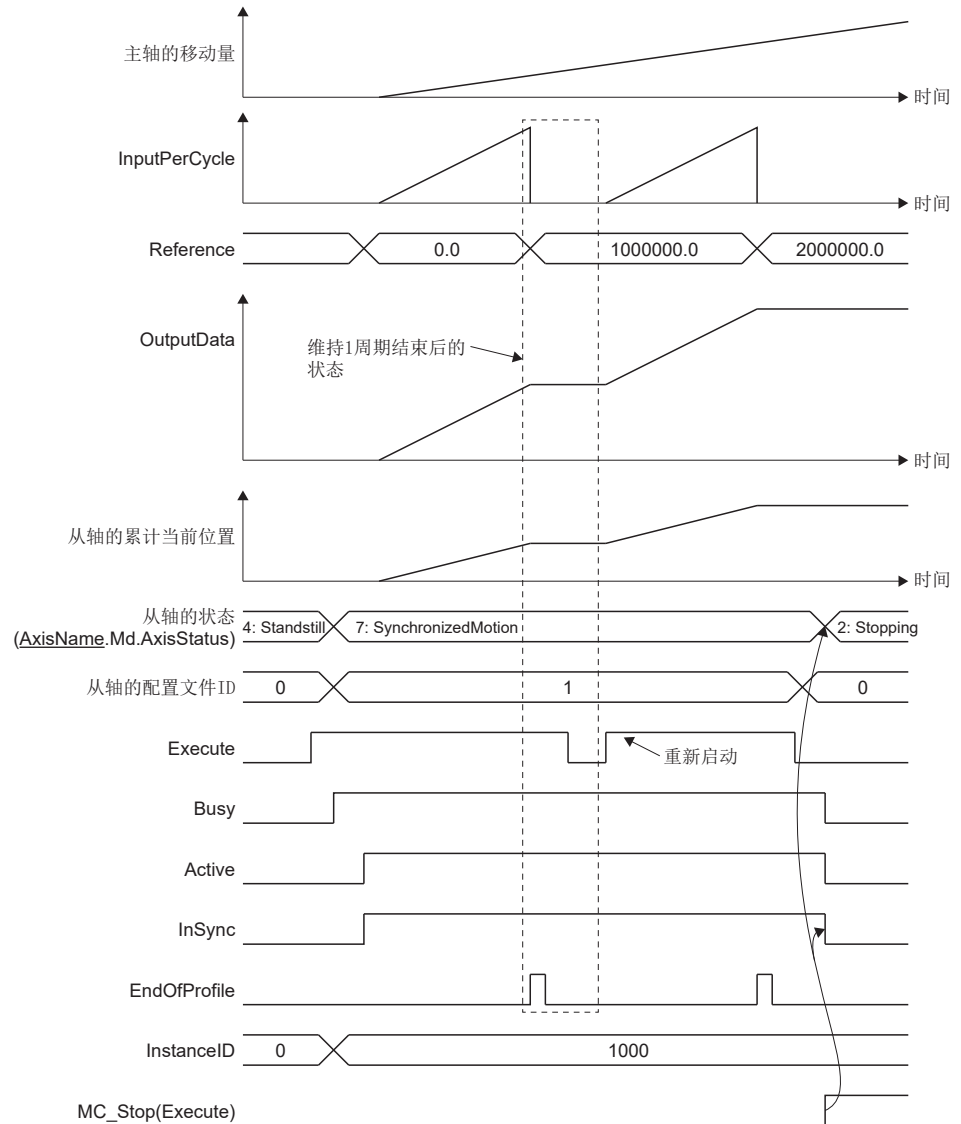 主轴的移动量
时间
InputPerCycle
时间
Reference
0.0
1000000.0
2000000.0
OutputData
维持1周期结束后的
状态
时间
从轴的累计当前位置
时间
从轴的状态
(AxisName.Md.AxisStatus)
4: Standstill
7: SynchronizedMotion
2: Stopping
从轴的配置文件ID
0
1
0
Execute
重新启动
Busy
Active
InSync
EndOfProfile
InstanceID
0
1000
MC_Stop(Execute)